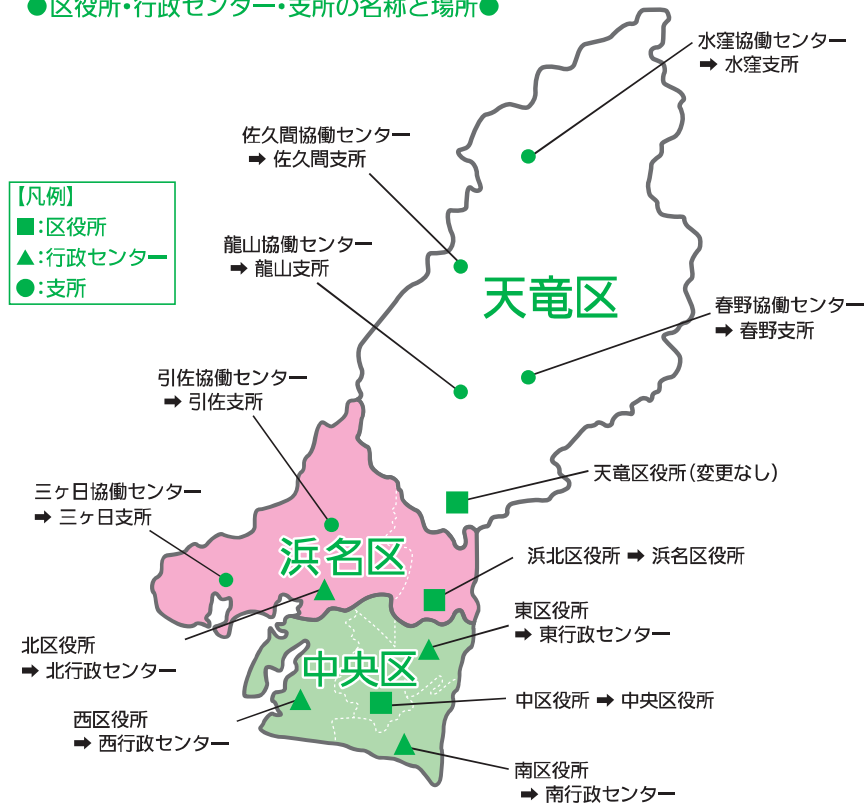 ●区役所・行政センター・支所の名称と場所●
水窪協働センター
➡ 水窪支所
佐久間協働センター
➡ 佐久間支所
【凡例】
■:区役所
▲:行政センター
●:支所
龍山協働センター
➡ 龍山支所
天竜区
春野協働センター
➡ 春野支所
引佐協働センター
➡ 引佐支所
天竜区役所(変更なし)
三ヶ日協働センター
➡ 三ヶ日支所
浜名区
浜北区役所 ➡ 浜名区役所
東区役所
➡ 東行政センター
北区役所
➡ 北行政センター
中央区
中区役所 ➡ 中央区役所
西区役所
➡ 西行政センター
南区役所
➡ 南行政センター